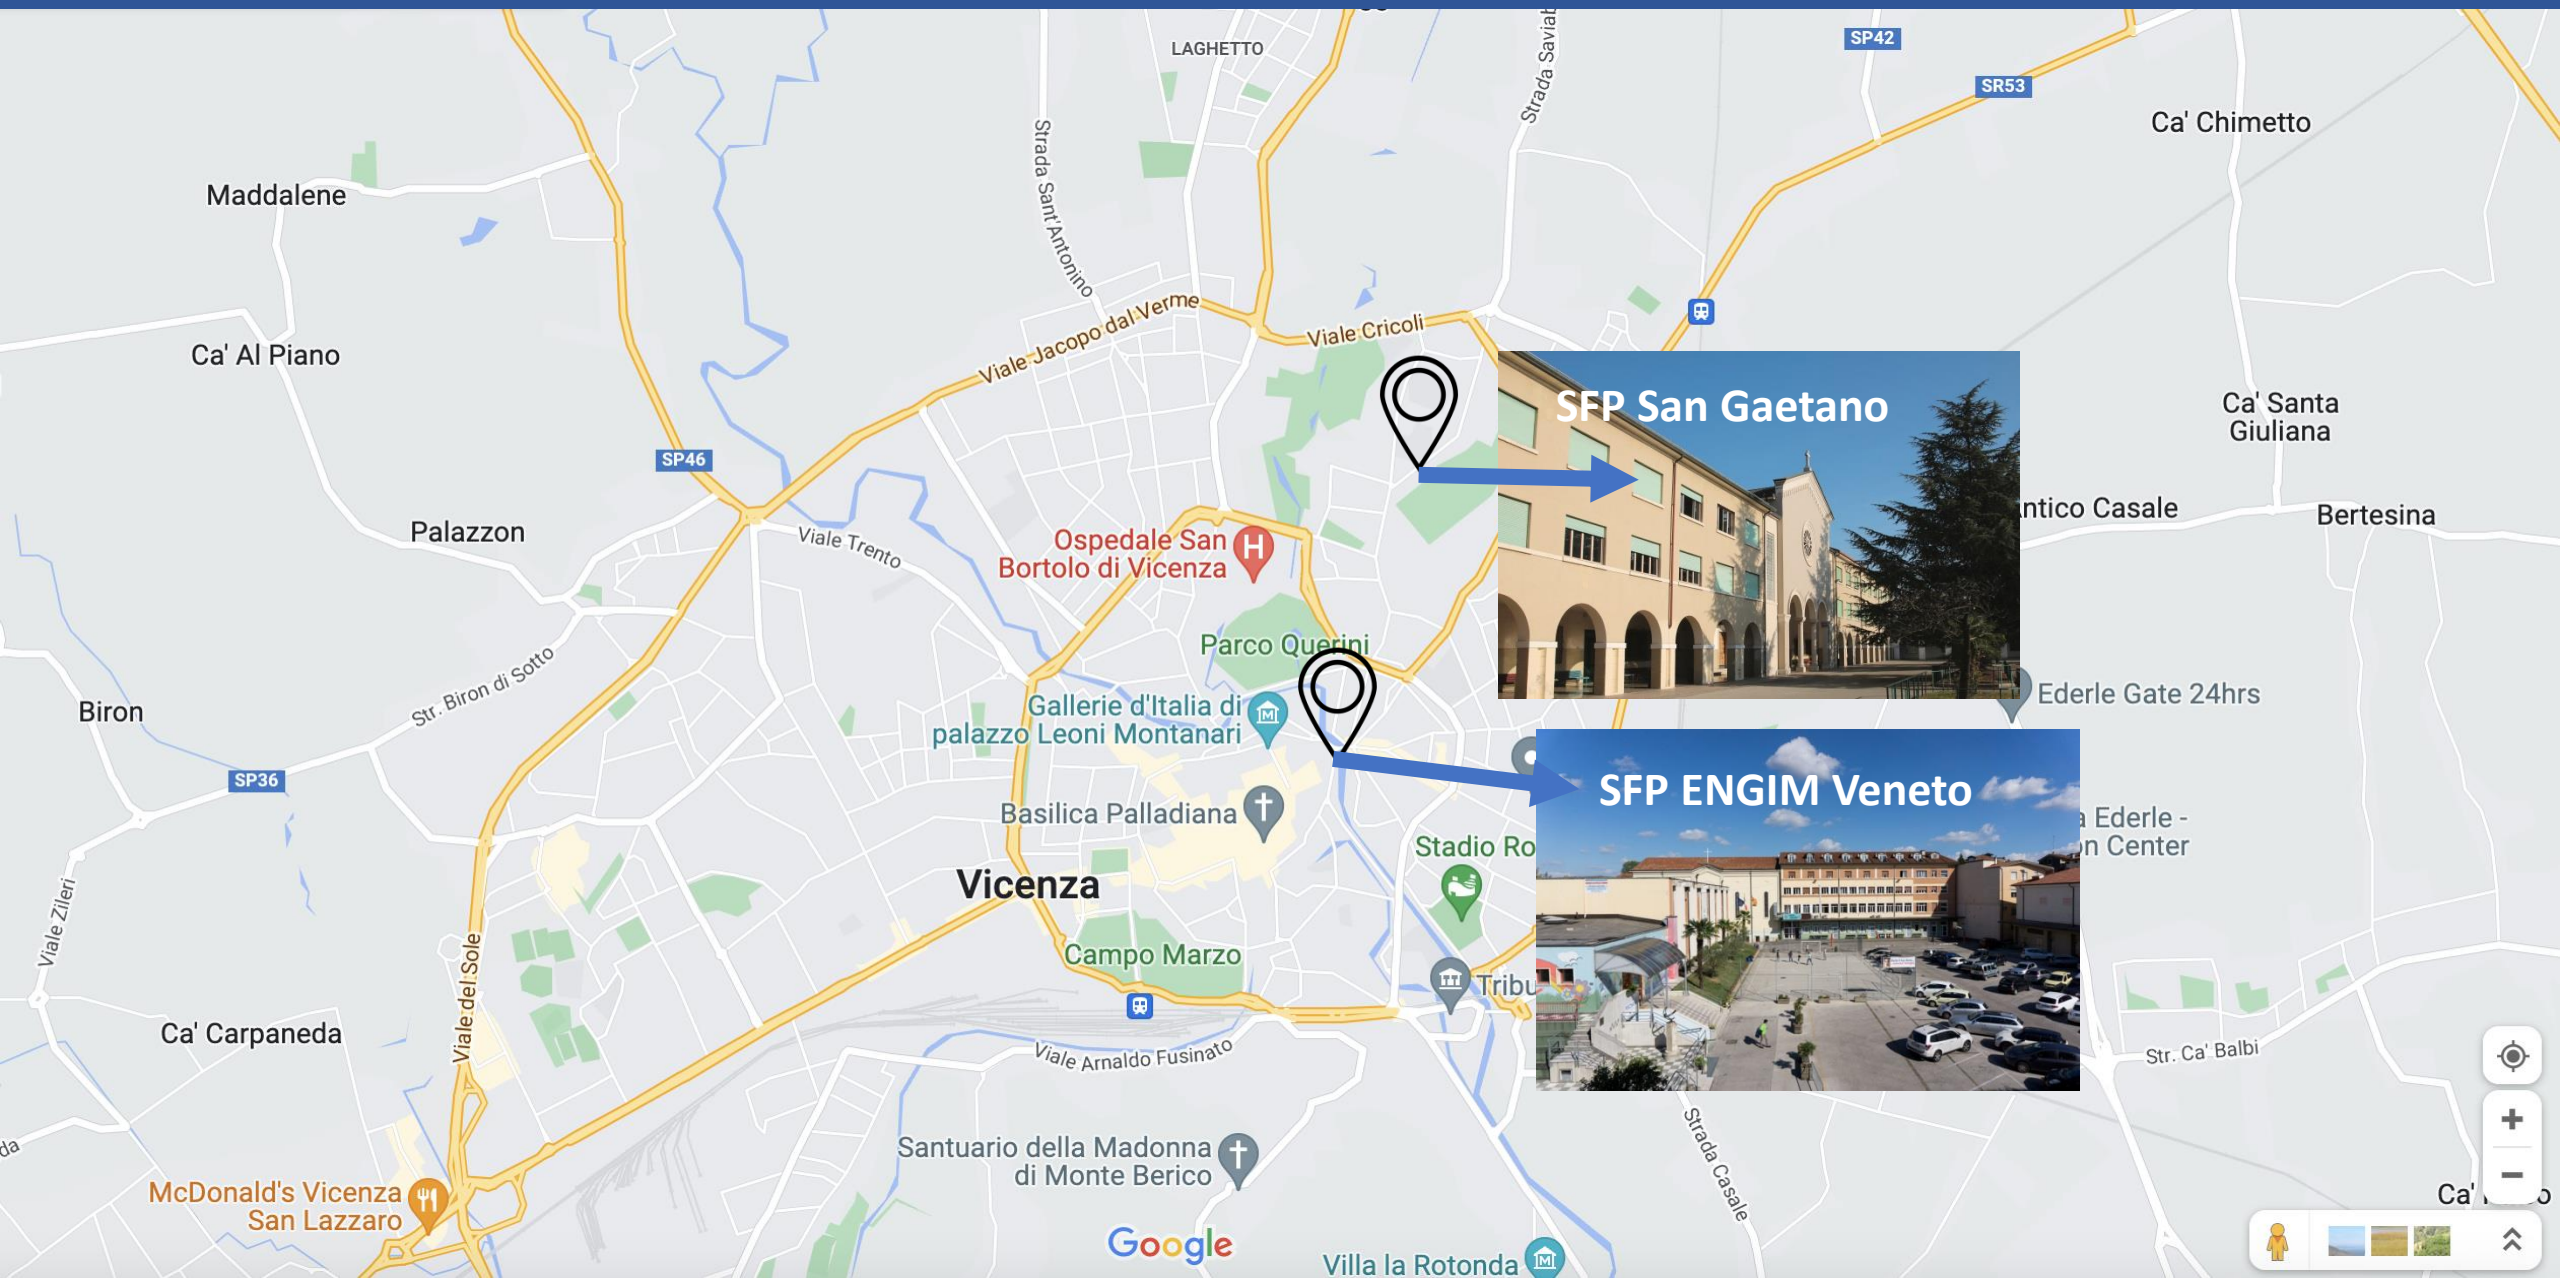 LAGHETTO
Strada Saviab
SP42
SR53
Ca' Chimetto
Maddalene
Strada Sant'Antonino
Viale Jacopo dal Verme
Viale Cricoli
Ca' Al Piano
SFP San Gaetano
Ca' Santa
Giuliana
SP46
Palazzon
Viale Trento
Ospedale San
Bortolo di Vicenza
H
ntico Casale
Bertesina
Parco Querini
Str. Biron di Sotto
Biron
Gallerie d'Italia di
palazzo Leoni Montanari
Ederle Gate 24hrs
SP36
SFP ENGIM Veneto
Basilica Palladiana
a Ederle -
on Center
Stadio Ro
Vicenza
Viale Zileri
Viale del Sole
Campo Marzo
Tribu
Ca' Carpaneda
Viale Arnaldo Fusinato
Str. Ca' Balbi
Strada Casale
da
Santuario della Madonna
di Monte Berico
McDonald's Vicenza
San Lazzaro
Ca'
Google
Villa la Rotonda